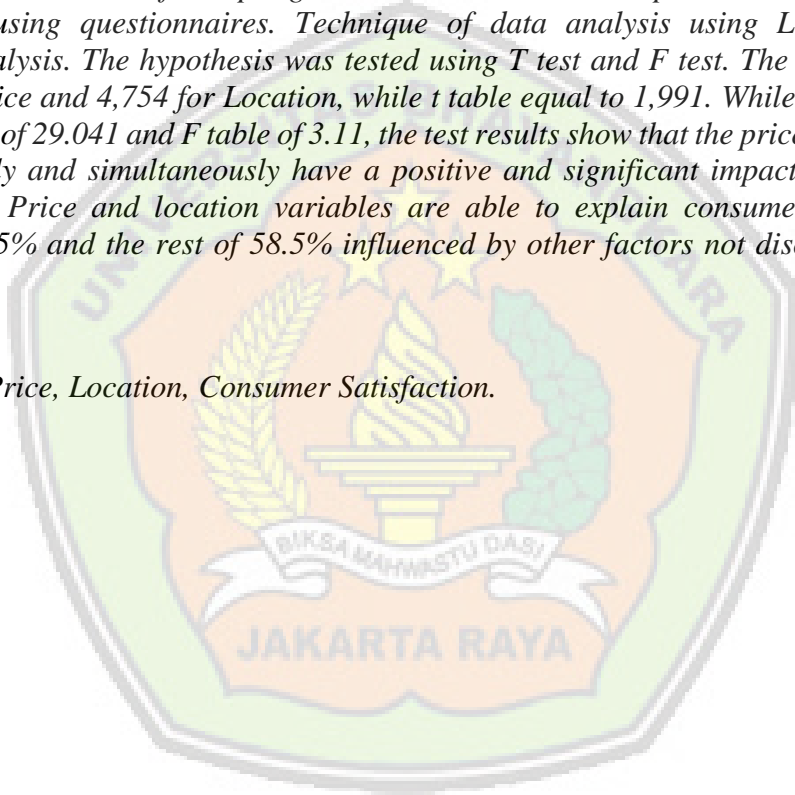 using questionnaires. Technique of data analysis using L
alysis. The hypothesis was tested using T test and F test. The
ice and 4,754 for Location, while t table equal to 1,991. While
of 29.041 and F table of 3.11, the test results show that the price
ly and simultaneously have a positive and significant impact
Price and location variables are able to explain consume
5% and the rest of 58.5% influenced by other factors not disc
Price, Location, Consumer Satisfaction.
UNIVERSITAS BHAYANGKARA
BIKSA MAHWASTU DASI
JAKARTA RAYA